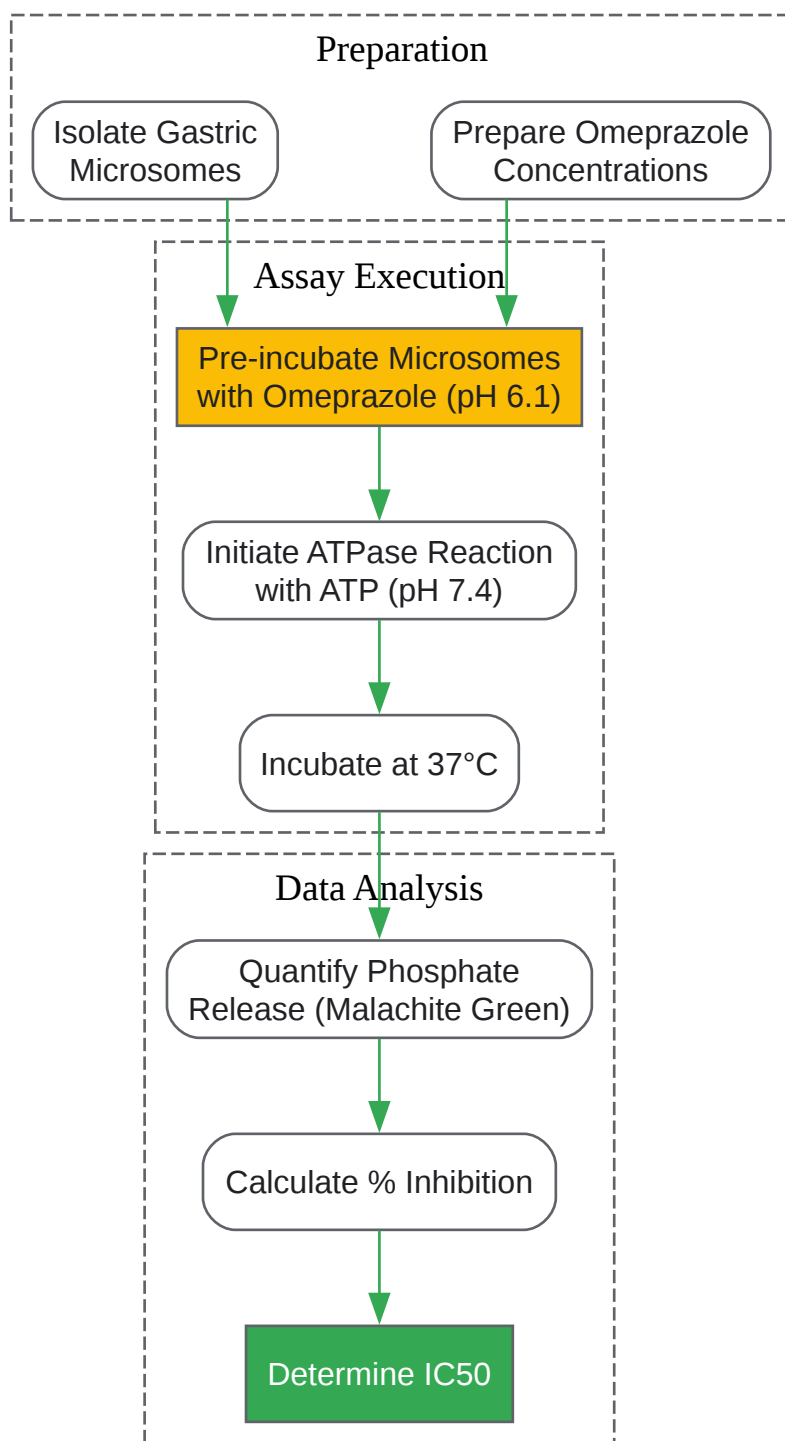 Preparation
Isolate Gastric
Microsomes
Prepare Omeprazole
Concentrations
Assay Execution
Pre-incubate Microsomes
with Omeprazole (pH 6.1)
Initiate ATPase Reaction
with ATP (pH 7.4)
Incubate at 37°C
Data Analysis
Quantify Phosphate
Release (Malachite Green)
Calculate % Inhibition
Determine IC50